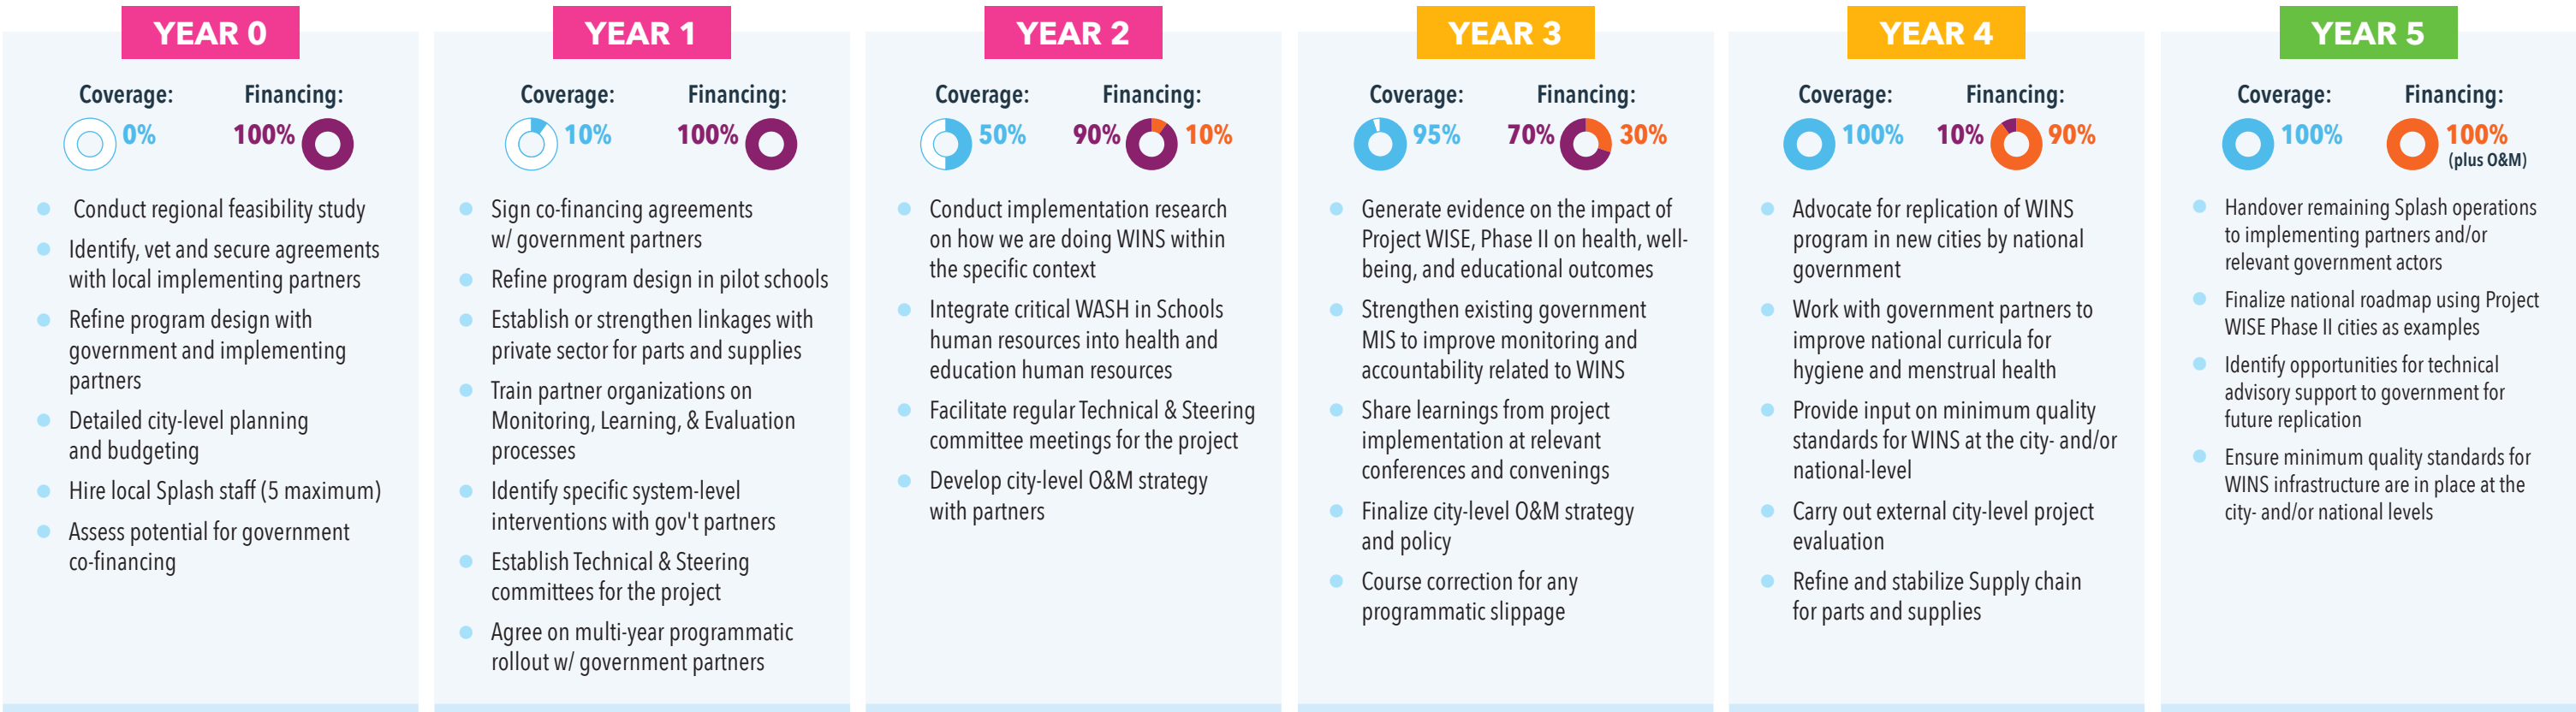 YEAR 0
Coverage:
Financing:
0%
100%
Conduct regional feasibility study
Identify, vet and secure agreements
with local implementing partners
Refine program design with
government and implementing
partners
Detailed city-level planning
and budgeting
Hire local Splash staff (5 maximum)
Assess potential for government
co-financing
YEAR 1
Coverage:
Financing:
10%
100%
Sign co-financing agreements
w/ government partners
Refine program design in pilot schools
Establish or strengthen linkages with
private sector for parts and supplies
Train partner organizations on
Monitoring, Learning, & Evaluation
processes
Identify specific system-level
interventions with gov't partners
Establish Technical & Steering
committees for the project
Agree on multi-year programmatic
rollout w/ government partners
YEAR 2
Coverage:
Financing:
50%
90%
10%
Conduct implementation research
on how we are doing WINS within
the specific context
Integrate critical WASH in Schools
human resources into health and
education human resources
Facilitate regular Technical & Steering
committee meetings for the project
Develop city-level O&M strategy
with partners
YEAR 3
Coverage:
Financing:
95%
70%
30%
Generate evidence on the impact of
Project WISE, Phase II on health, well-
being, and educational outcomes
Strengthen existing government
MIS to improve monitoring and
accountability related to WINS
Share learnings from project
implementation at relevant
conferences and convenings
Finalize city-level O&M strategy
and policy
Course correction for any
programmatic slippage
YEAR 4
Coverage:
Financing:
100%
10%
90%
Advocate for replication of WINS
program in new cities by national
government
Work with government partners to
improve national curricula for
hygiene and menstrual health
Provide input on minimum quality
standards for WINS at the city- and/or
national-level
Carry out external city-level project
evaluation
Refine and stabilize Supply chain
for parts and supplies
YEAR 5
Coverage:
Financing:
100%
100%
(plus O&M)
Handover remaining Splash operations
to implementing partners and/or
relevant government actors
Finalize national roadmap using Project
WISE Phase II cities as examples
Identify opportunities for technical
advisory support to government for
future replication
Ensure minimum quality standards for
WINS infrastructure are in place at the
city- and/or national levels